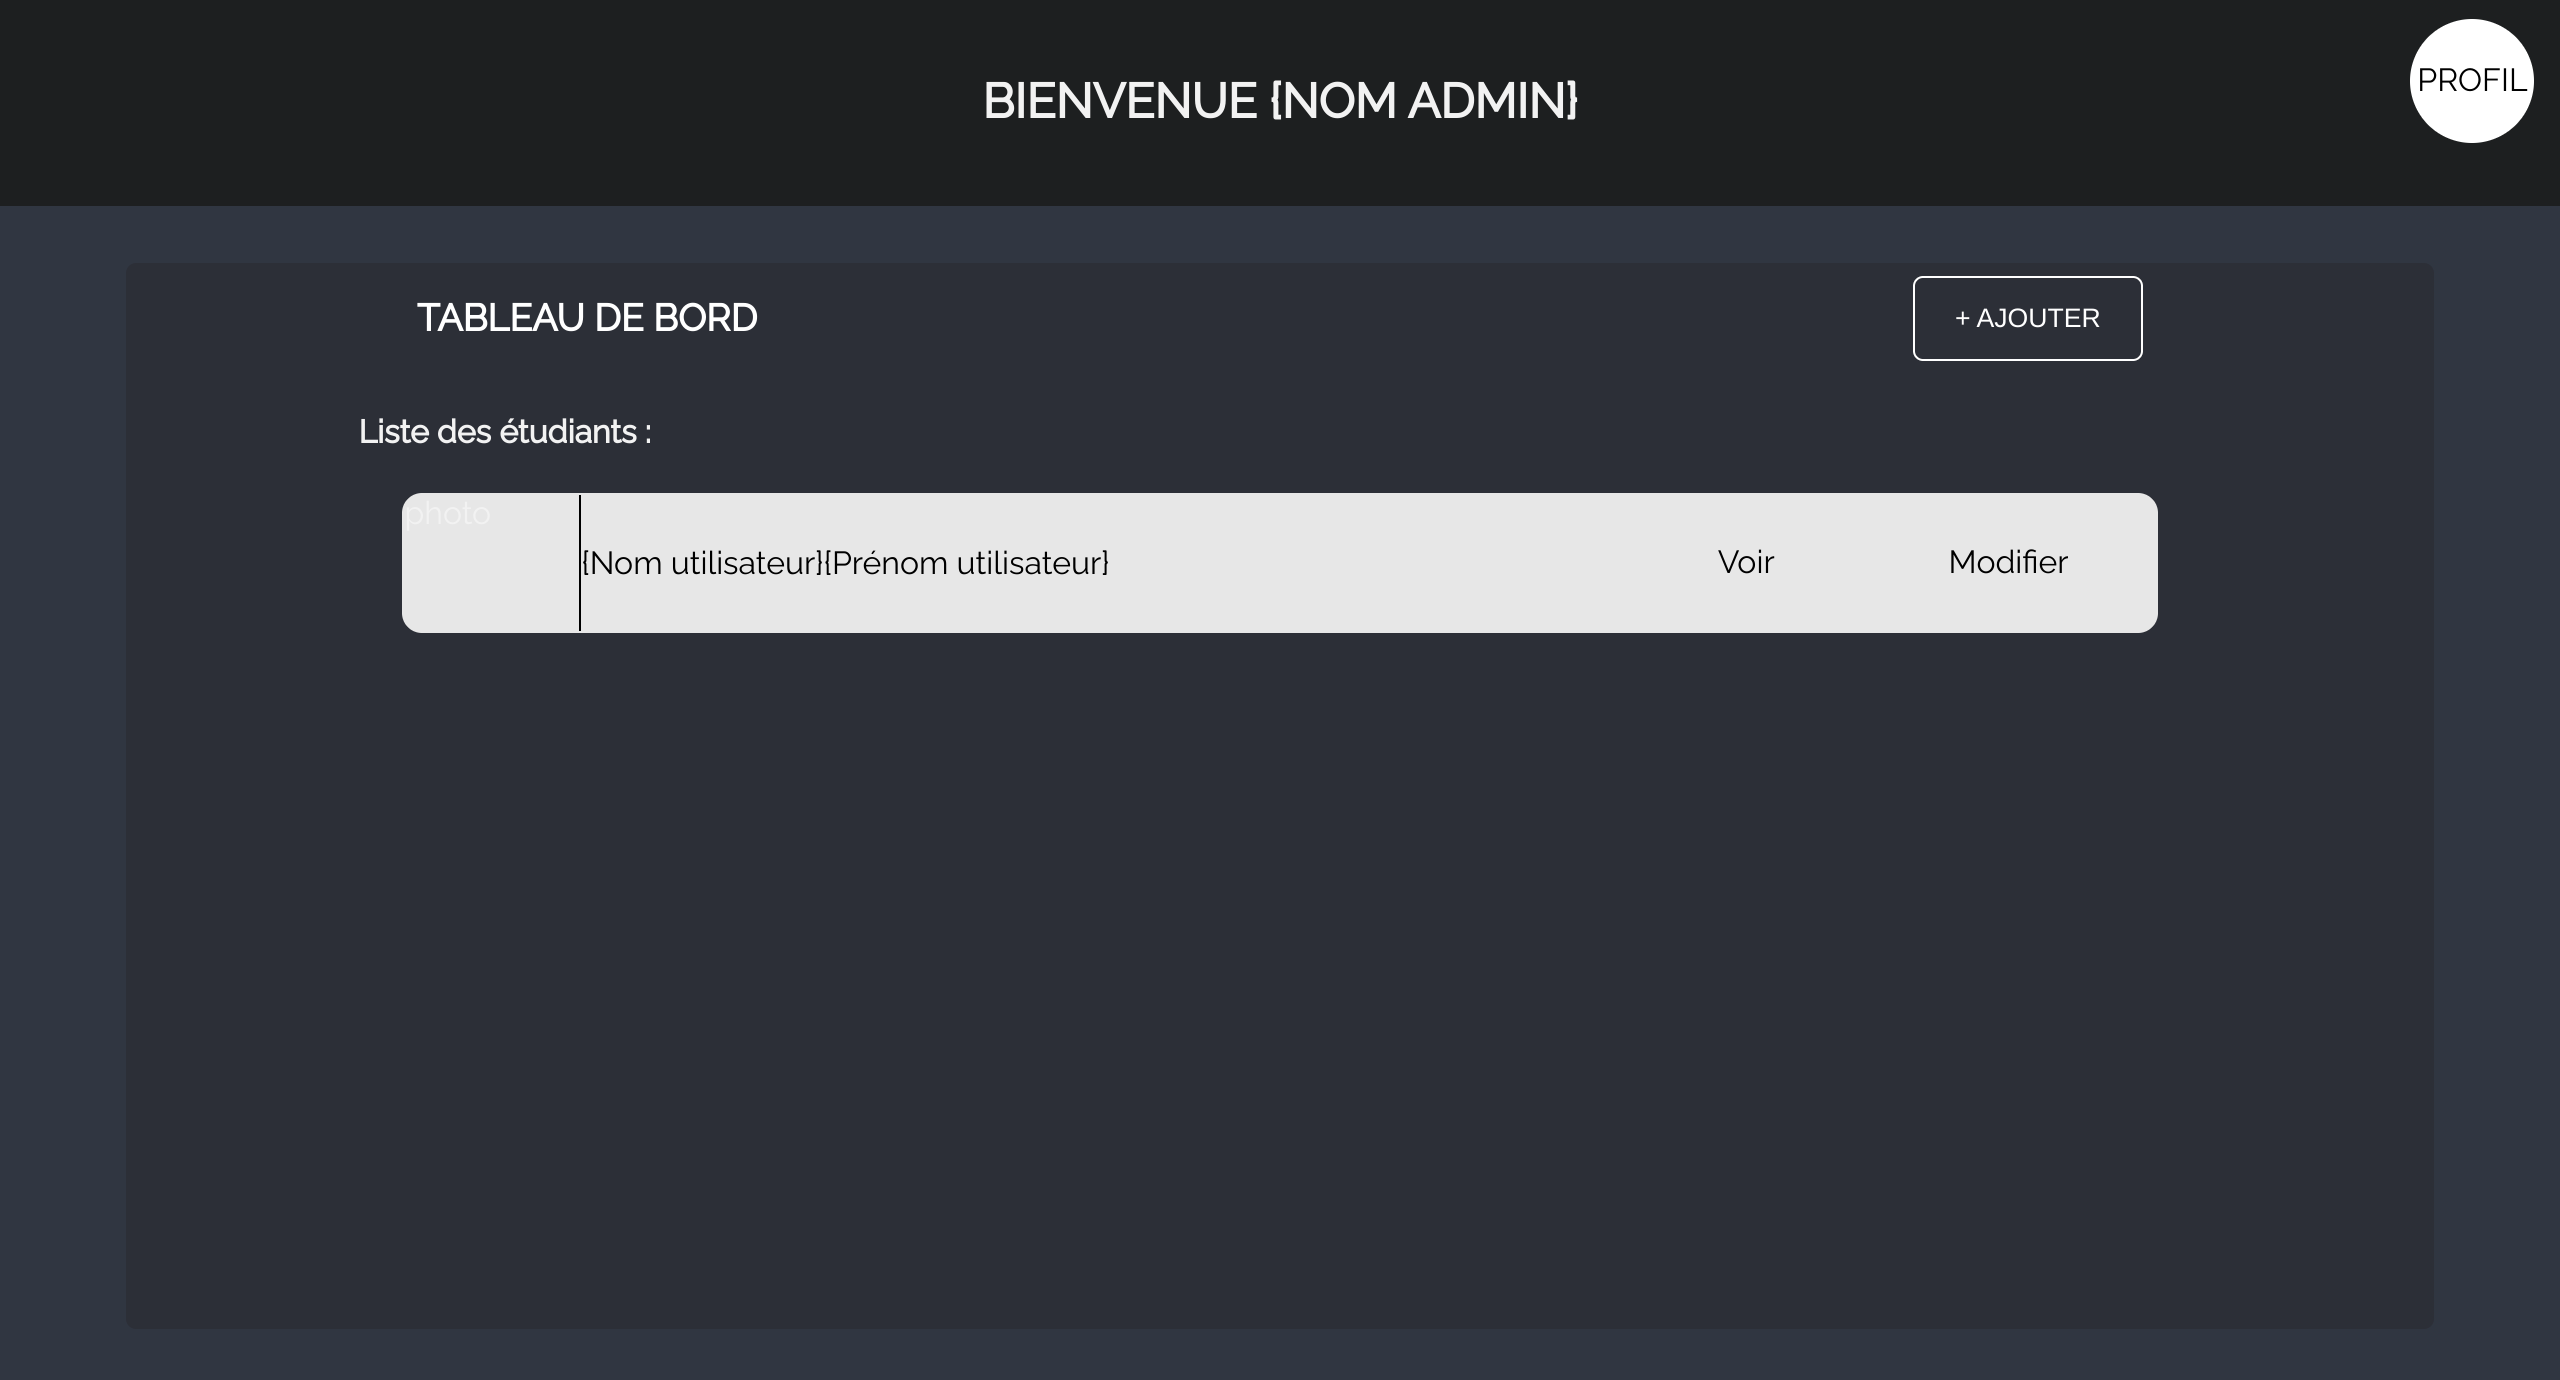 BIENVENUE {NOM ADMIN}
PROFIL
TABLEAU DE BORD
+ AJOUTER
Liste des étudiants :
photo
{Nom utilisateur}{Prénom utilisateur}
Voir
Modifier